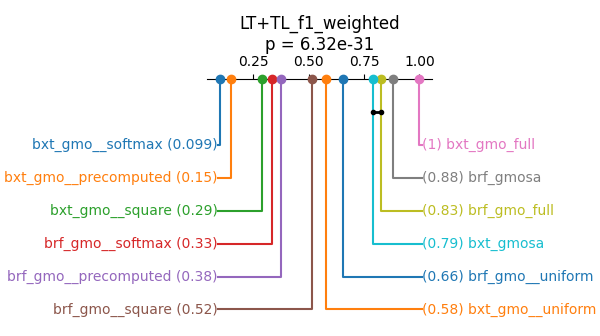 LT+TL_f1_weighted
p = 6.32e-31
0.25 0.50 0.75 1.00
bxt_gmo__softmax (0.099) (1) bxt_gmo_full
bxt_gmo__precomputed (0.15) (0.88) brf_gmosa
bxt_gmo__square (0.29) (0.83) brf_gmo_full
brf_gmo__softmax (0.33) (0.79) bxt_gmosa
brf_gmo__precomputed (0.38) (0.66) brf_gmo__uniform
brf_gmo__square (0.52) (0.58) bxt_gmo__uniform